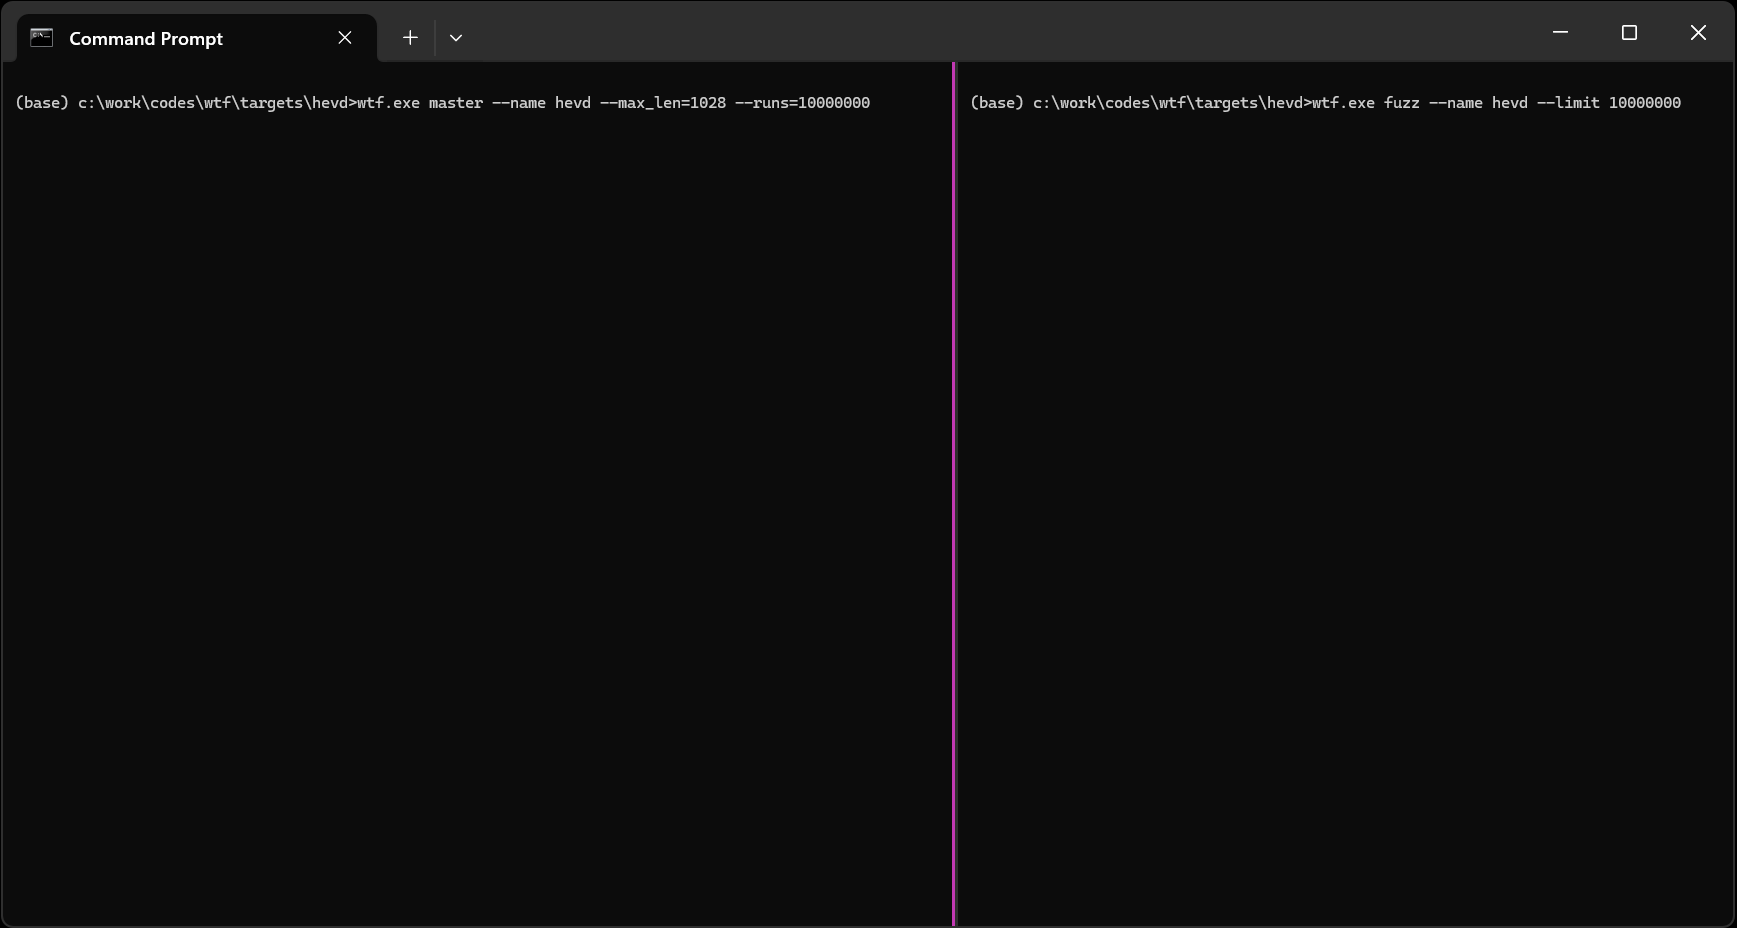 Command Prompt
(base) c:\work\codes\wtf\targets\hevd>wtf.exe master --name hevd --max_len=1028 --runs=10000000
(base) c:\work\codes\wtf\targets\hevd>wtf.exe fuzz --name hevd --limit 10000000